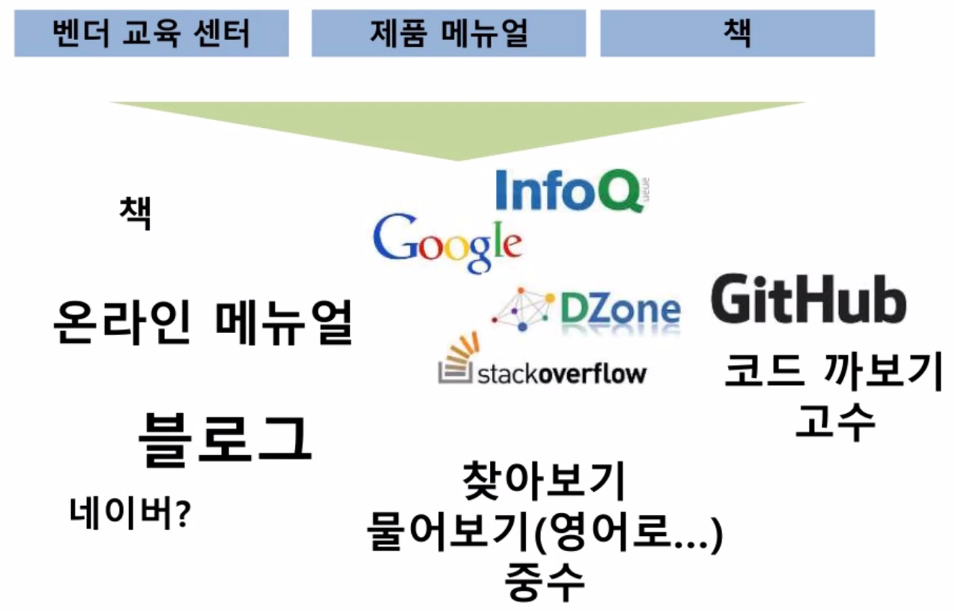 벤더 교육 센터
제품 메뉴얼
책
책
온라인 메뉴얼
블로그
네이버?
InfoQ
ueue
Google
DZone
stackoverflow
찾아보기
물어보기(영어로...)
중수
GitHub
코드 까보기
고수